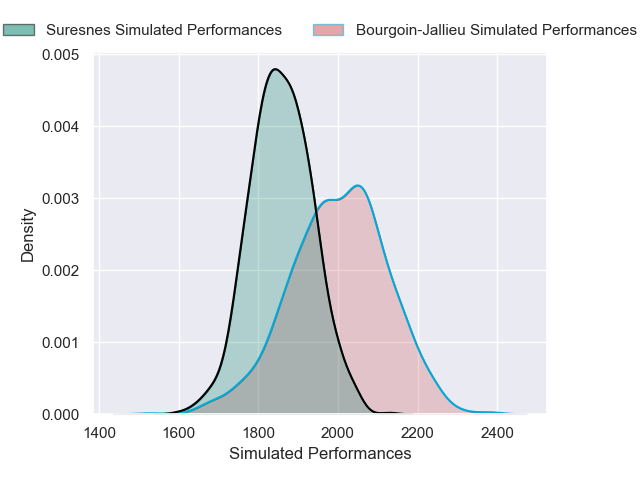 Suresnes Simulated Performances
Bourgoin-Jallieu Simulated Performances
0.005
0.004
0.003
0.002
0.001
0.000
Density
1400 1600 1800 2000 2200 2400
Simulated Performances